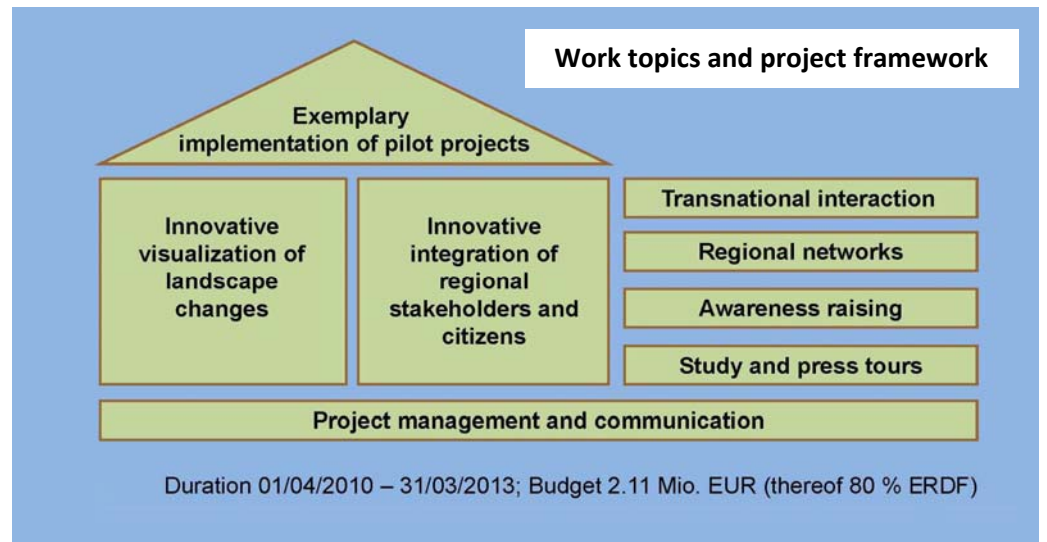 Work topics and project framework
Exemplary
implementation of pilot projects
Innovative
visualization of
landscape
changes
Innovative
integration of
regional
stakeholders and
citizens
Transnational interaction
Regional networks
Awareness raising
Study and press tours
Project management and communication
Duration 01/04/2010 – 31/03/2013; Budget 2.11 Mio. EUR (thereof 80 % ERDF)